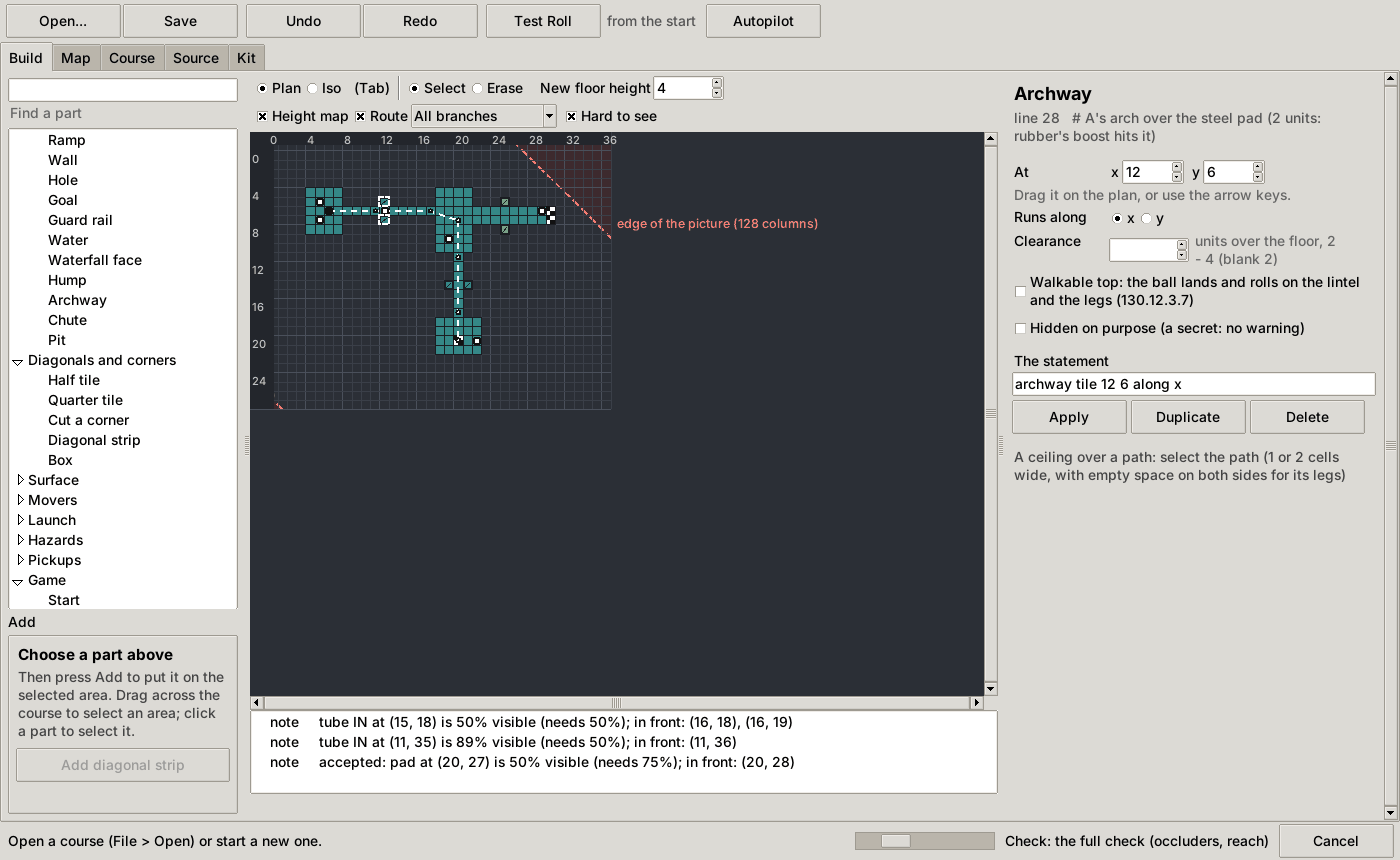 Open... Save Undo Redo Test Roll from the start Autopilot
Build Map Course Source Kit
Find a part
Ramp
Wall
Hole
Goal
Guard rail
Water
Waterfall face
Hump
Archway
Chute
Pit
Diagonals and corners
Half tile
Quarter tile
Cut a corner
Diagonal strip
Box
Surface
Movers
Launch
Hazards
Pickups
Game
Start
Add
Choose a part above
Then press Add to put it on the
selected area. Drag across the
course to select an area; click
a part to select it.
Add diagonal strip
Plan Iso (Tab) Select Erase New floor height 4
Height map Route All branches Hard to see
0 4 8 12 16 20 24 28 32 36
0
4
8
12
16
20
24
edge of the picture (128 columns)
note tube IN at (15, 18) is 50% visible (needs 50%); in front: (16, 18), (16, 19)
note tube IN at (11, 35) is 89% visible (needs 50%); in front: (11, 36)
note accepted: pad at (20, 27) is 50% visible (needs 75%); in front: (20, 28)
Archway
line 28 # A's arch over the steel pad (2 units:
rubber's boost hits it)
At x 12 y 6
Drag it on the plan, or use the arrow keys.
Runs along x y
Clearance units over the floor, 2
- 4 (blank 2)
Walkable top: the ball lands and rolls on the lintel
and the legs (130.12.3.7)
Hidden on purpose (a secret: no warning)
The statement
archway tile 12 6 along x
Apply Duplicate Delete
A ceiling over a path: select the path (1 or 2 cells
wide, with empty space on both sides for its legs)
Open a course (File > Open) or start a new one.
Check: the full check (occluders, reach) Cancel